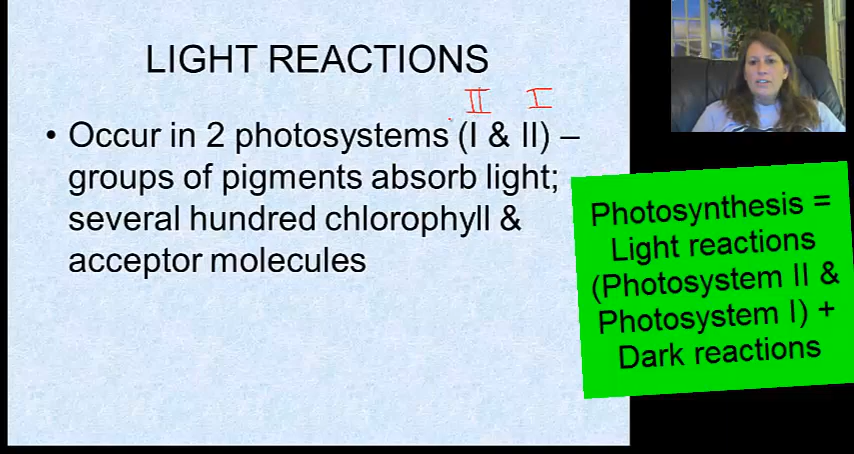 LIGHT REACTIONS
II I
• Occur in 2 photosystems (I & II) –
groups of pigments absorb light;
several hundred chlorophyll &
acceptor molecules
Photosynthesis =
Light reactions
(Photosystem II &
Photosystem I) +
Dark reactions